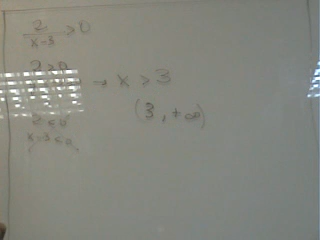 2/(x-3) > 0
2 > 0
→ x > 3
(3, +∞)
2 < 0
x-3 < 0